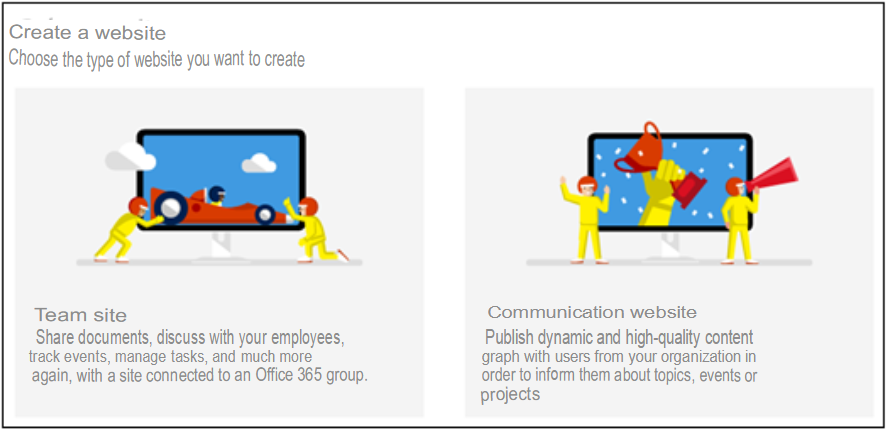 Create a website
Choose the type of website you want to create
Team site
Share documents, discuss with your employees,
track events, manage tasks, and much more
again, with a site connected to an Office 365 group.
Communication website
Publish dynamic and high-quality content
graph with users from your organization in
order to inform them about topics, events or
projects